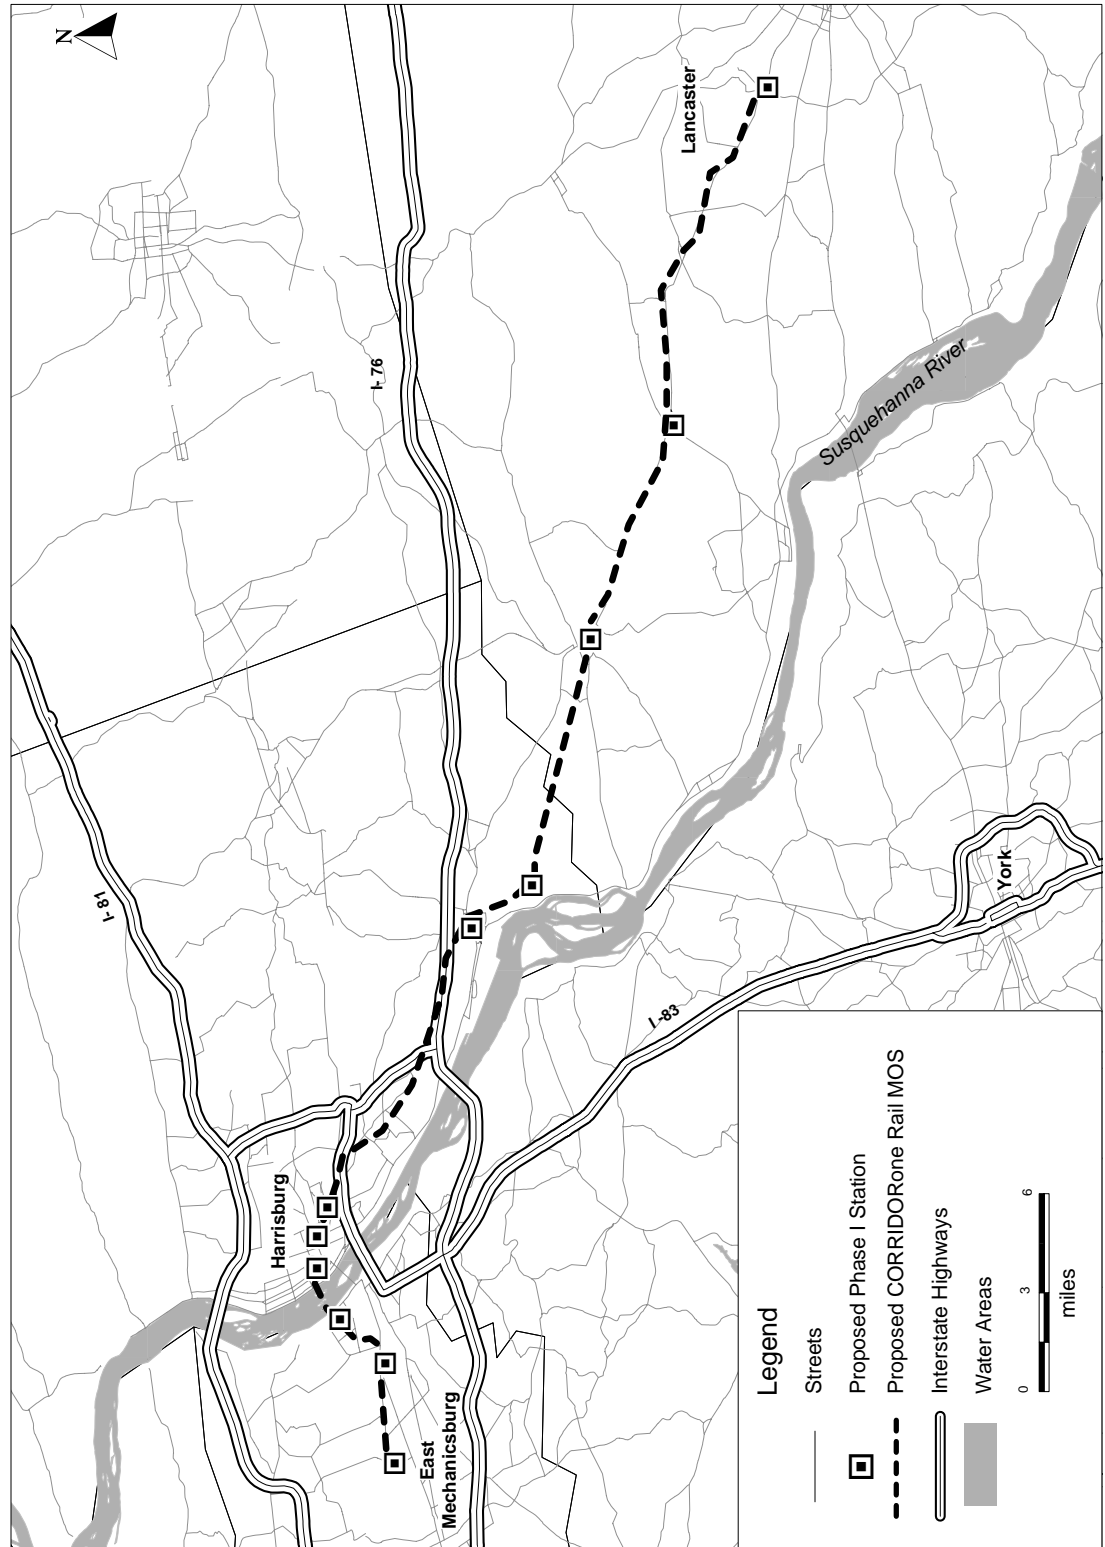 N
Lancaster
I- 76
Susquehanna River
I- 81
York
I -83
Harrisburg
East
Mechanicsburg
Legend
Streets
Proposed Phase I Station
Proposed CORRIDORone Rail MOS
Interstate Highways
Water Areas
0 3 6
miles